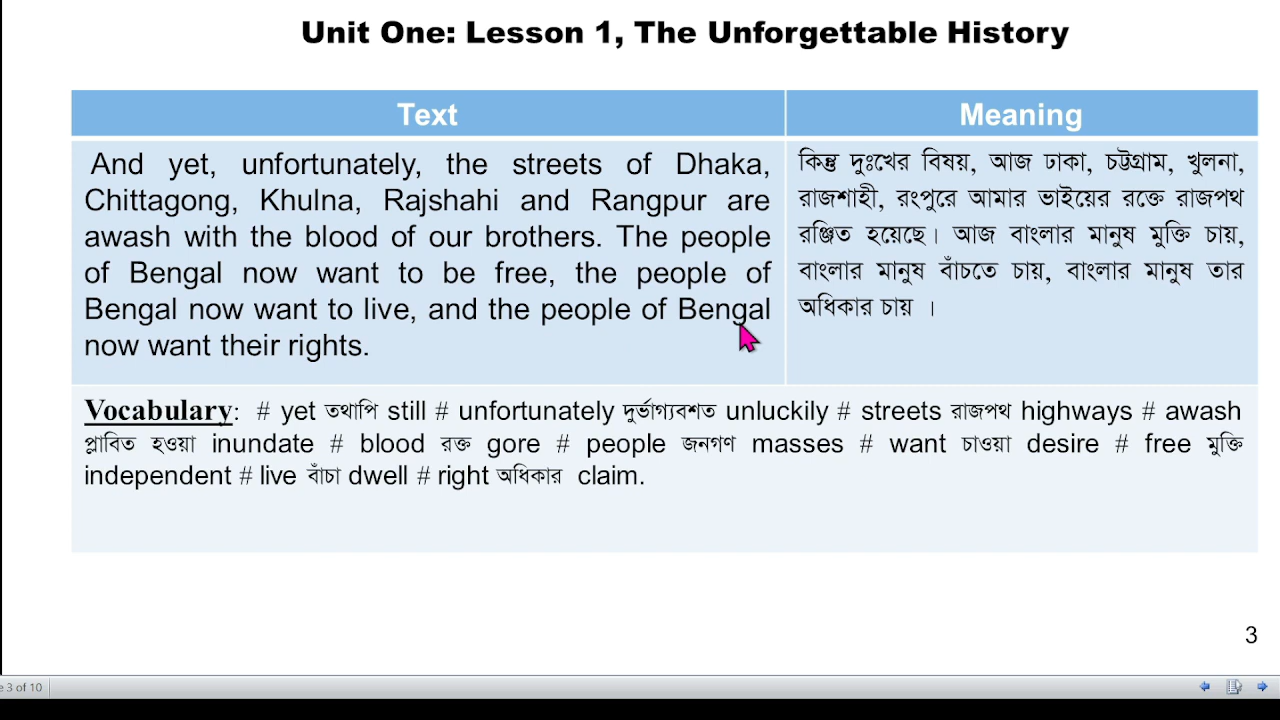 Unit One: Lesson 1, The Unforgettable History
Text
Meaning
And yet, unfortunately, the streets of Dhaka,
Chittagong, Khulna, Rajshahi and Rangpur are
awash with the blood of our brothers. The people
of Bengal now want to be free, the people of
Bengal now want to live, and the people of Bengal
now want their rights.
কিন্তু দুঃখের বিষয়, আজ ঢাকা, চট্টগ্রাম, খুলনা,
রাজশাহী, রংপুরে আমার ভাইয়ের রক্তে রাজপথ
রঞ্জিত হয়েছে। আজ বাংলার মানুষ মুক্তি চায়,
বাংলার মানুষ বাঁচতে চায়, বাংলার মানুষ তার
অধিকার চায় ।
Vocabulary: # yet তথাপি still # unfortunately দুর্ভাগ্যবশত unluckily # streets রাজপথ highways # awash
প্লাবিত হওয়া inundate # blood রক্ত gore # people জনগণ masses # want চাওয়া desire # free মুক্তি
independent # live বাঁচা dwell # right অধিকার claim.
3
e 3 of 10